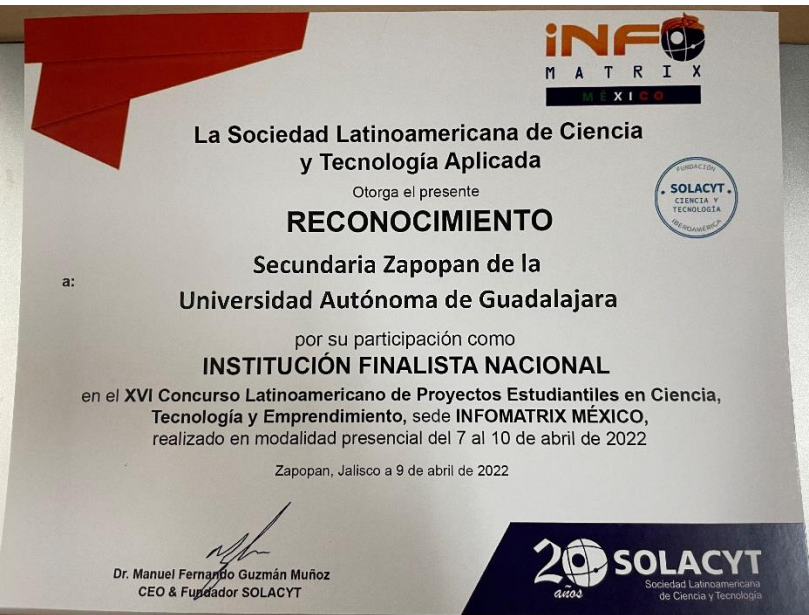 iNFO
MATRIX
MÉXICO
La Sociedad Latinoamericana de Ciencia
y Tecnología Aplicada
Otorga el presente
RECONOCIMIENTO
FUNDACIÓN
SOLACYT
CIENCIA Y
TECNOLOGÍA
IBEROAMÉRICA
a:
Secundaria Zapopan de la
Universidad Autónoma de Guadalajara
por su participación como
INSTITUCIÓN FINALISTA NACIONAL
en el XVI Concurso Latinoamericano de Proyectos Estudiantiles en Ciencia,
Tecnología y Emprendimiento, sede INFOMATRIX MÉXICO,
realizado en modalidad presencial del 7 al 10 de abril de 2022
Zapopan, Jalisco a 9 de abril de 2022
Dr. Manuel Fernando Guzmán Muñoz
CEO & Fundador SOLACYT
20 años
SOLACYT
Sociedad Latinoamericana
de Ciencia y Tecnología